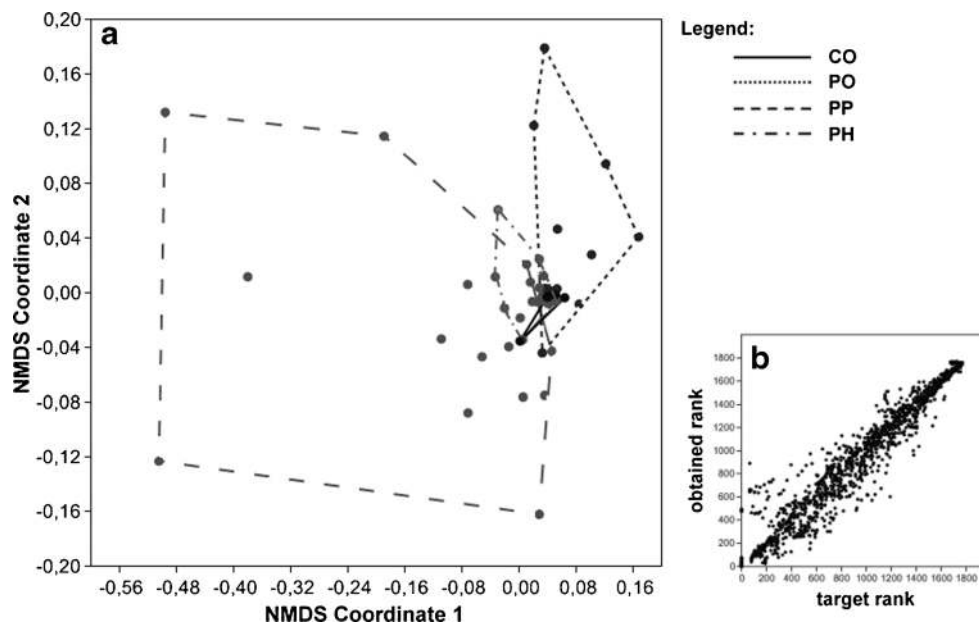 a
0,20
0,16
0,12
0,08
0,04
0,00
-0,04
-0,08
-0,12
-0,16
-0,20
NMDS Coordinate 2
-0,56 -0,48 -0,40 -0,32 -0,24 -0,16 -0,08 0,00 0,08 0,16
NMDS Coordinate 1
Legend:
CO
PO
PP
PH
b
1800
1600
1400
1200
1000
800
600
400
200
0
obtained rank
0 200 400 600 800 1000 1200 1400 1600 1800
target rank